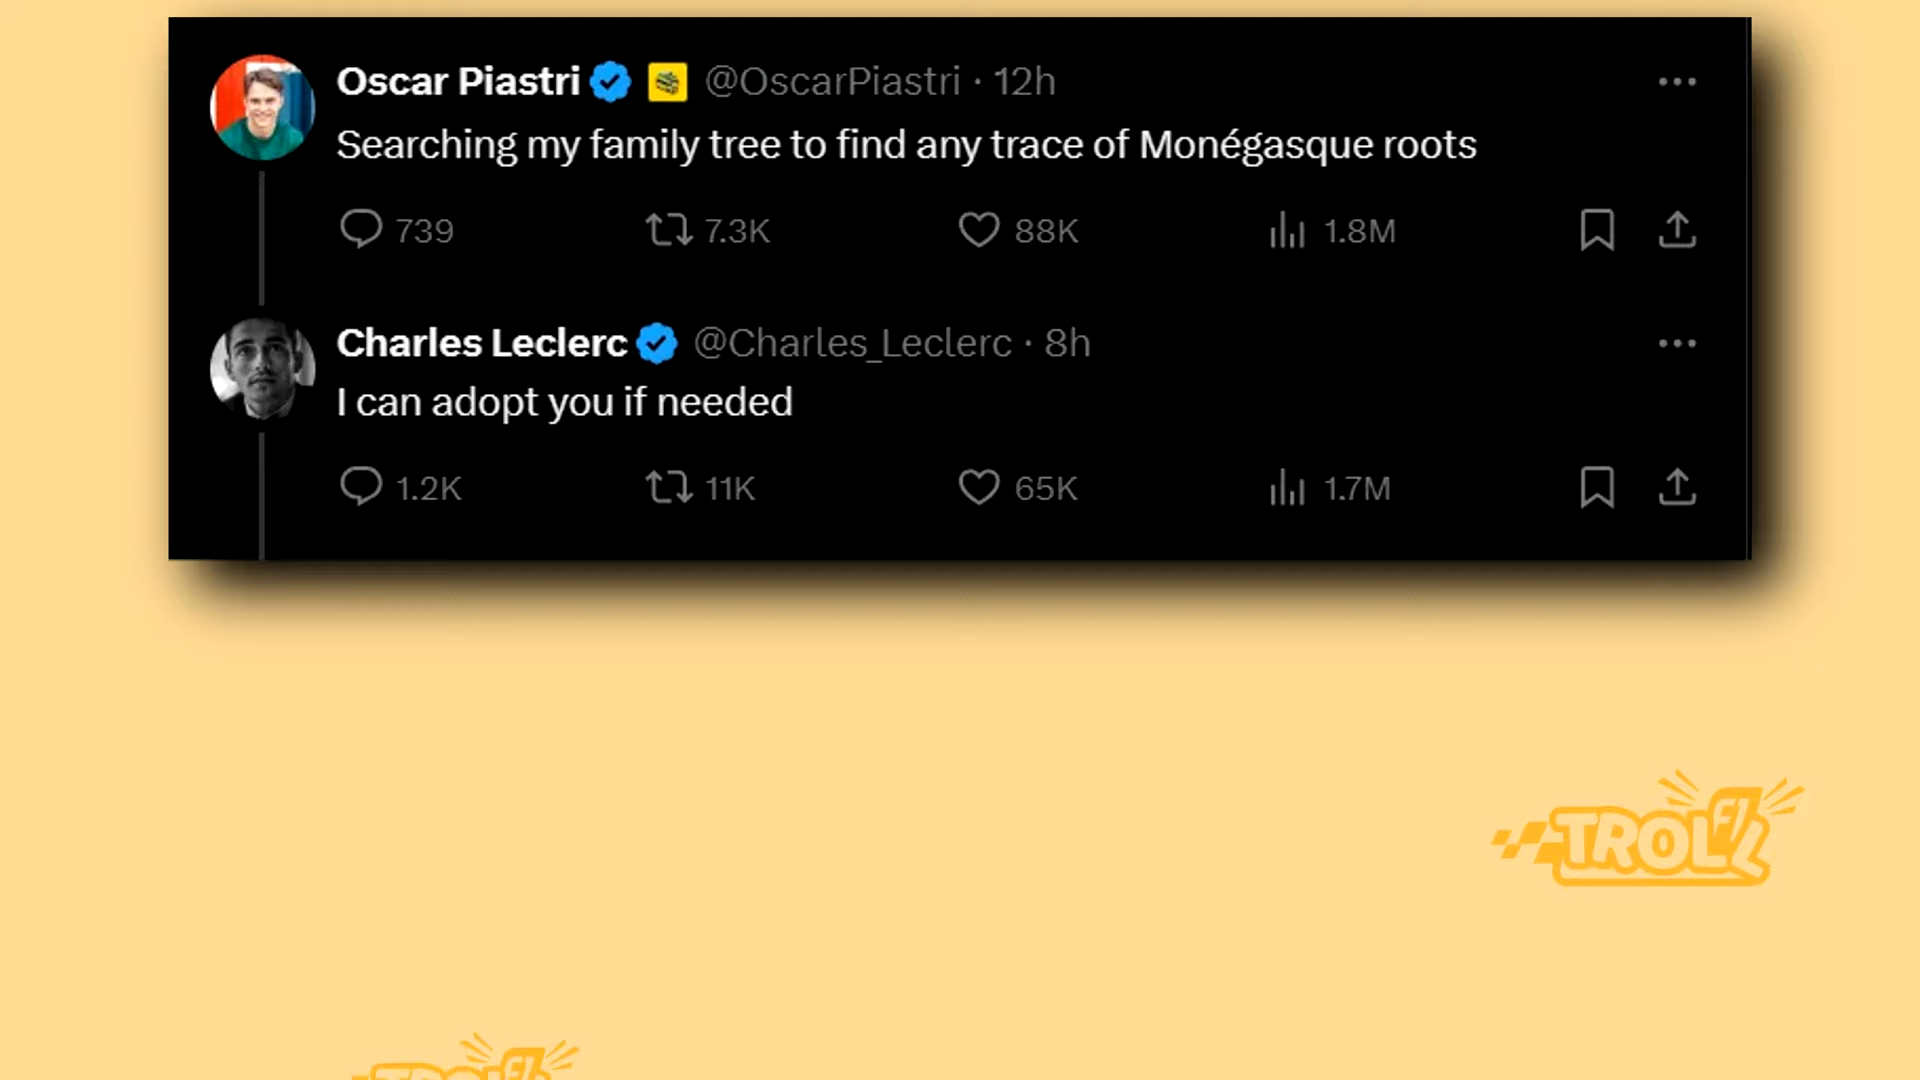 Oscar Piastri @OscarPiastri · 12h
Searching my family tree to find any trace of Monégasque roots
739 7.3K 88K 1.8M
Charles Leclerc @Charles_Leclerc · 8h
I can adopt you if needed
1.2K 11K 65K 1.7M
TROLL F1
TROLL F1